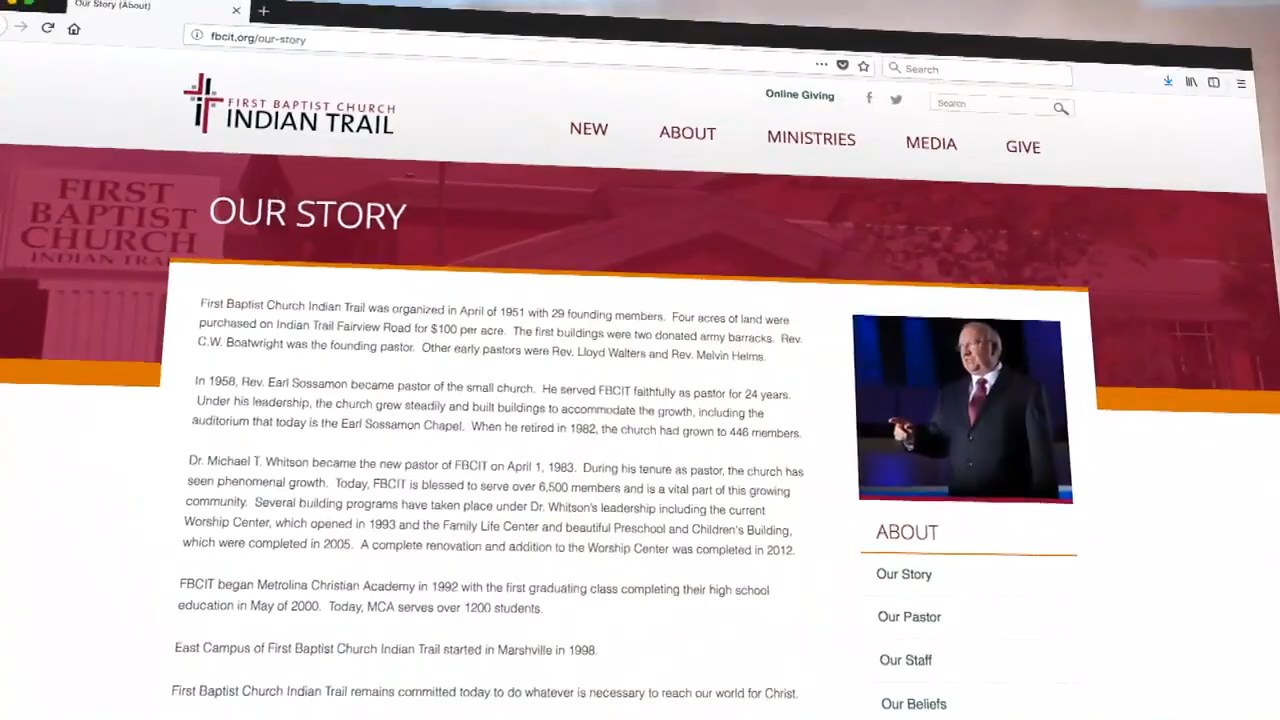 Our Story (About)
fbcit.org/our-story
Search
Online Giving
Search
FIRST BAPTIST CHURCH
INDIAN TRAIL
NEW ABOUT MINISTRIES MEDIA GIVE
FIRST
BAPTIST
CHURCH
INDIAN TRAIL
OUR STORY
First Baptist Church Indian Trail was organized in April of 1951 with 29 founding members. Four acres of land were
purchased on Indian Trail Fairview Road for $100 per acre. The first buildings were two donated army barracks. Rev.
C.W. Boatwright was the founding pastor. Other early pastors were Rev. Lloyd Walters and Rev. Melvin Helms.
In 1958, Rev. Earl Sossamon became pastor of the small church. He served FBCIT faithfully as pastor for 24 years.
Under his leadership, the church grew steadily and built buildings to accommodate the growth, including the
auditorium that today is the Earl Sossamon Chapel. When he retired in 1982, the church had grown to 446 members.
Dr. Michael T. Whitson became the new pastor of FBCIT on April 1, 1983. During his tenure as pastor, the church has
seen phenomenal growth. Today, FBCIT is blessed to serve over 6,500 members and is a vital part of this growing
community. Several building programs have taken place under Dr. Whitson's leadership including the current
Worship Center, which opened in 1993 and the Family Life Center and beautiful Preschool and Children's Building,
which were completed in 2005. A complete renovation and addition to the Worship Center was completed in 2012.
FBCIT began Metrolina Christian Academy in 1992 with the first graduating class completing their high school
education in May of 2000. Today, MCA serves over 1200 students.
East Campus of First Baptist Church Indian Trail started in Marshville in 1998.
First Baptist Church Indian Trail remains committed today to do whatever is necessary to reach our world for Christ.
ABOUT
Our Story
Our Pastor
Our Staff
Our Beliefs